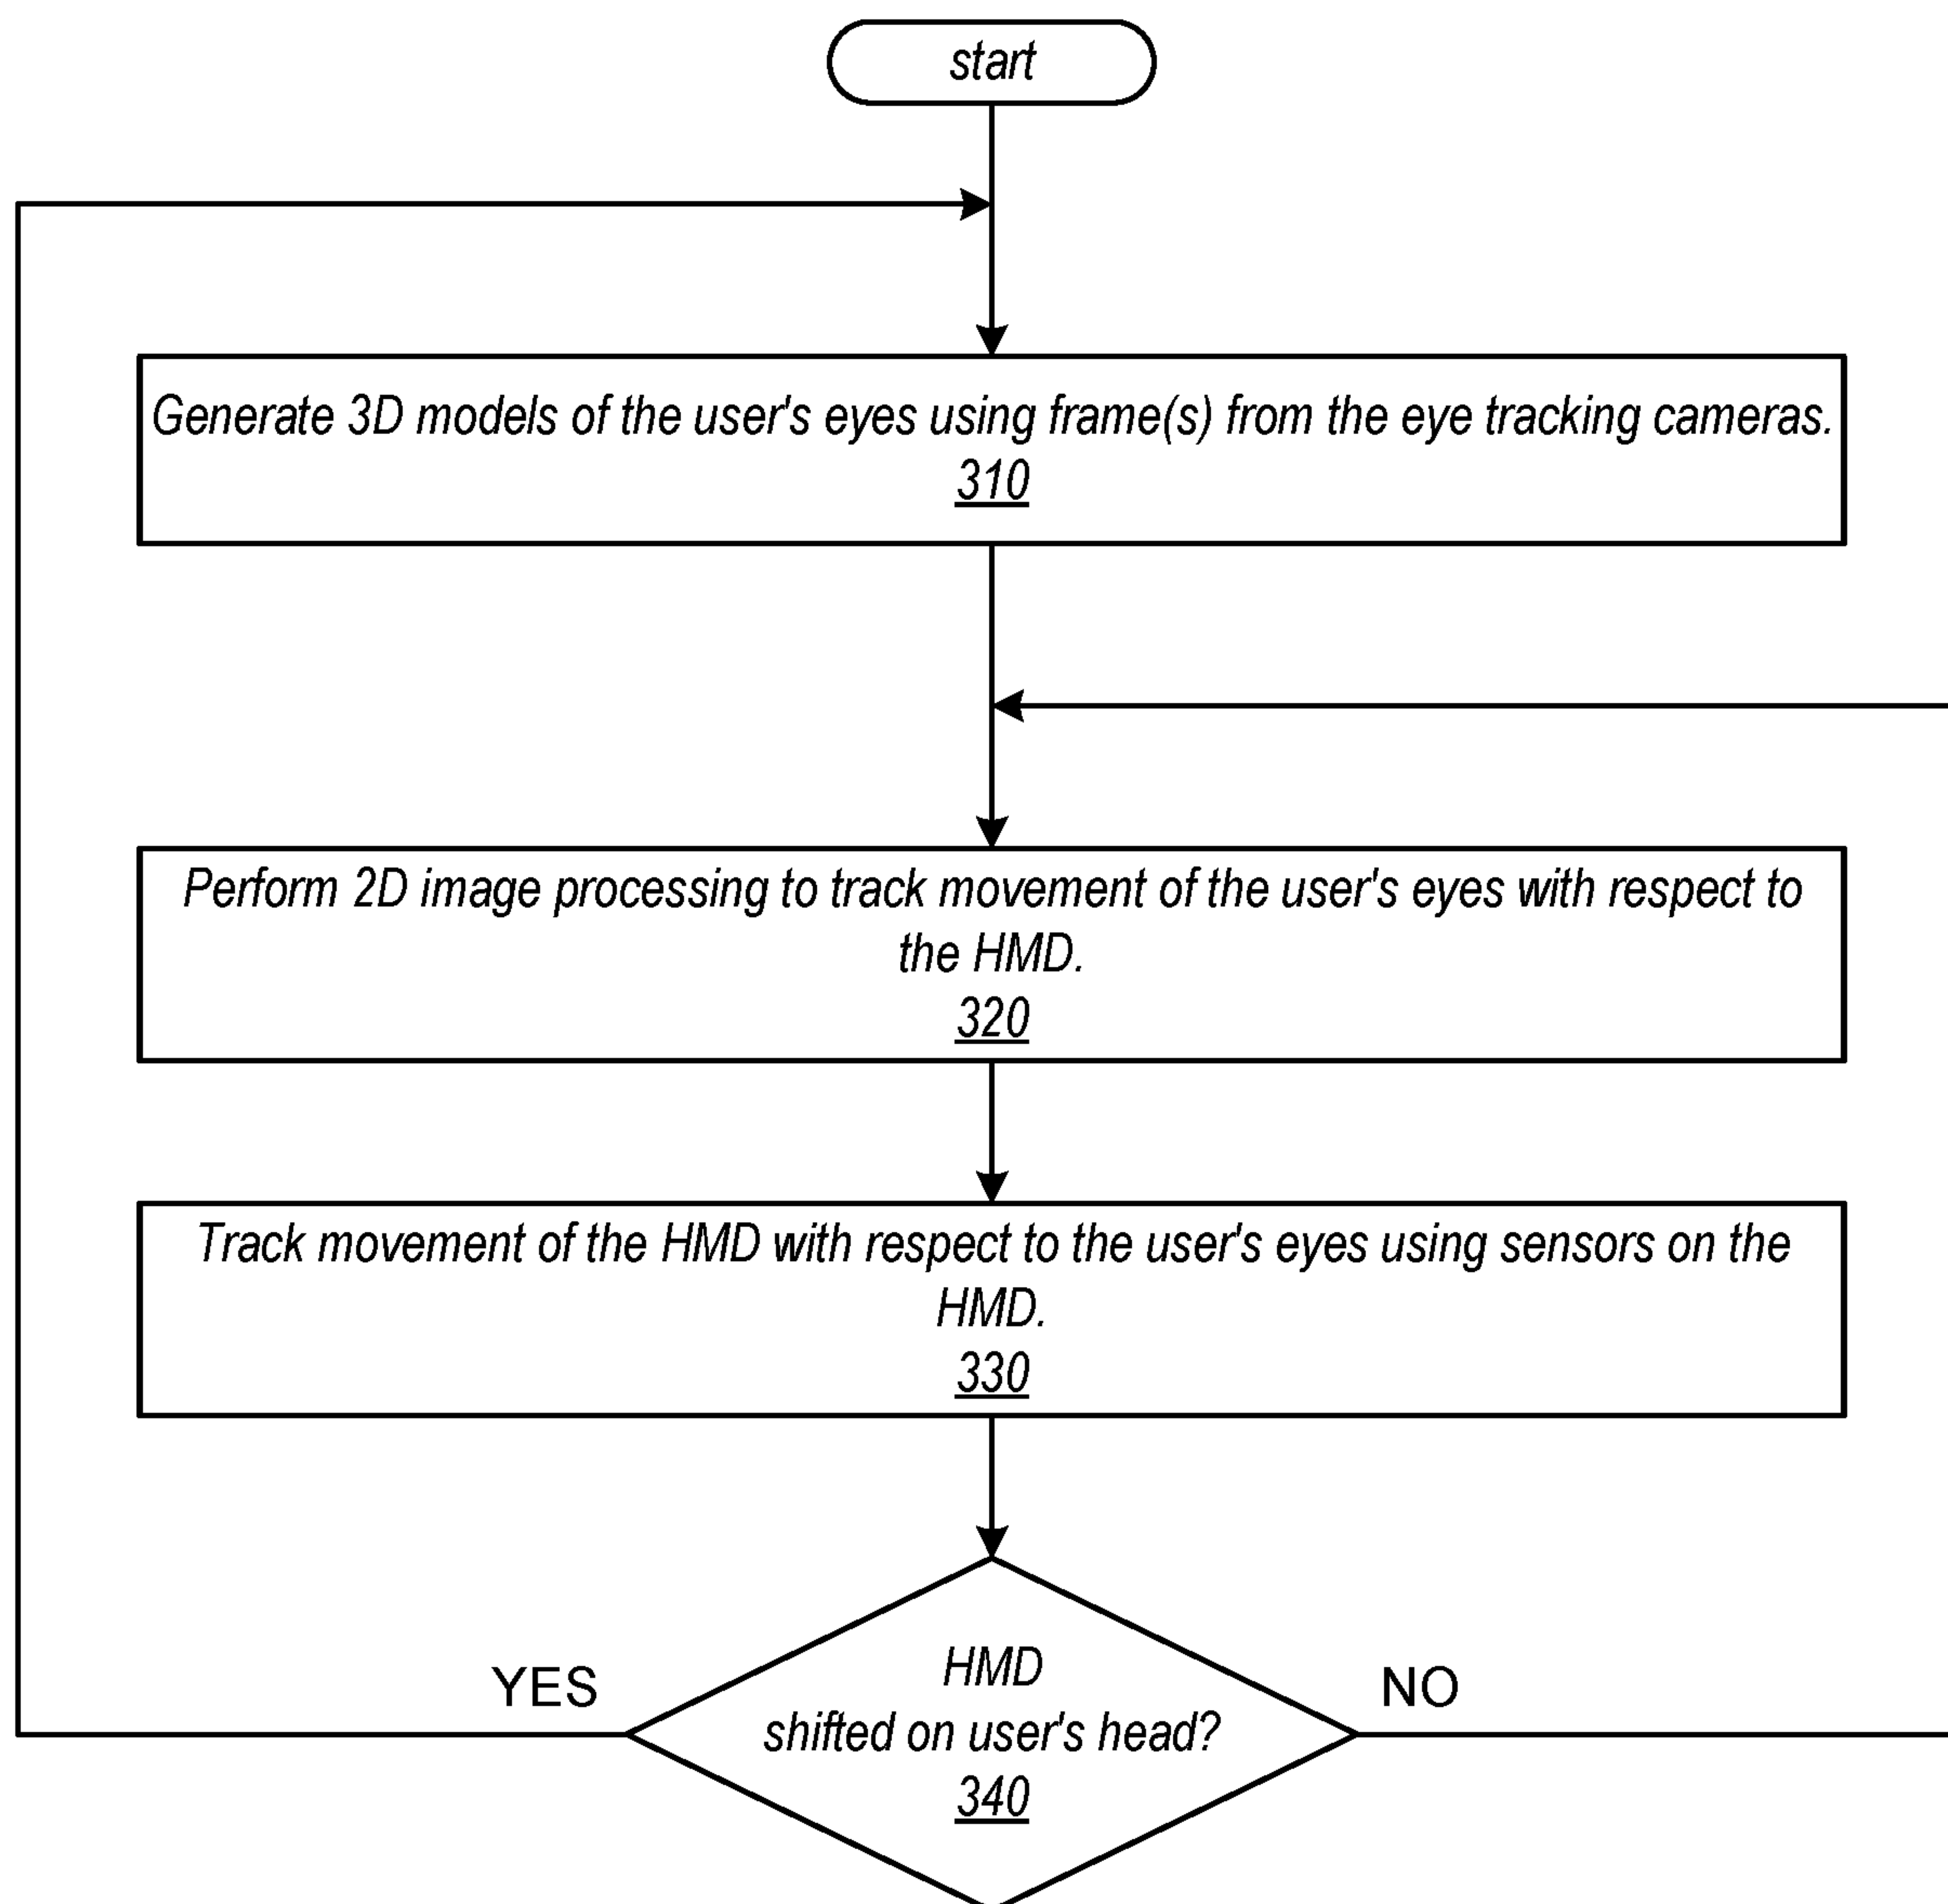 start
Generate 3D models of the user's eyes using frame(s) from the eye tracking cameras.
310
Perform 2D image processing to track movement of the user's eyes with respect to
the HMD.
320
Track movement of the HMD with respect to the user's eyes using sensors on the
HMD.
330
YES
HMD
shifted on user's head?
340
NO